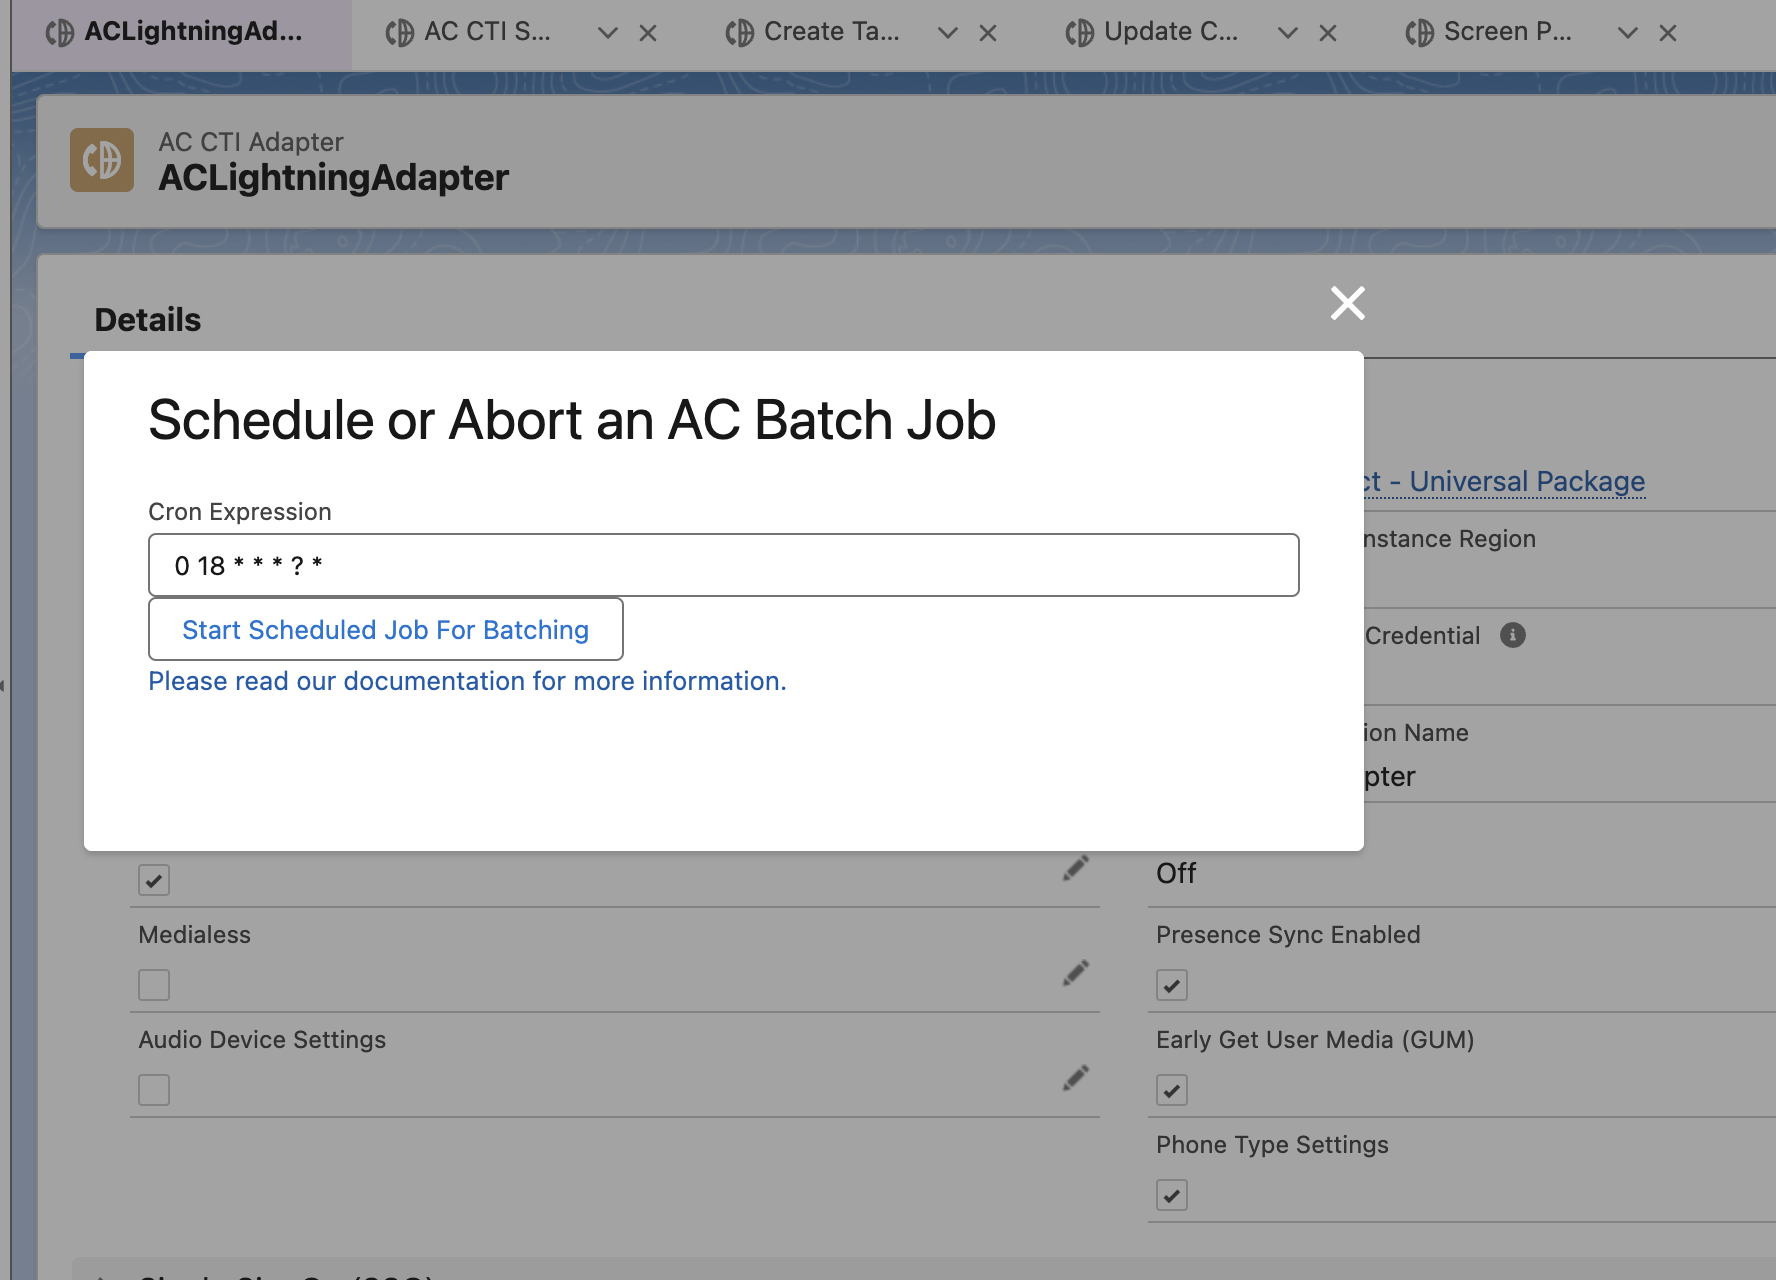 ACLightningAd...
AC CTI S...
Create Ta...
Update C...
Screen P...
AC CTI Adapter
ACLightningAdapter
Details
Schedule or Abort an AC Batch Job
Cron Expression
0 18 * * * ? *
Start Scheduled Job For Batching
Please read our documentation for more information.
ct - Universal Package
nstance Region
Credential
ion Name
pter
Off
Medialess
Presence Sync Enabled
Audio Device Settings
Early Get User Media (GUM)
Phone Type Settings